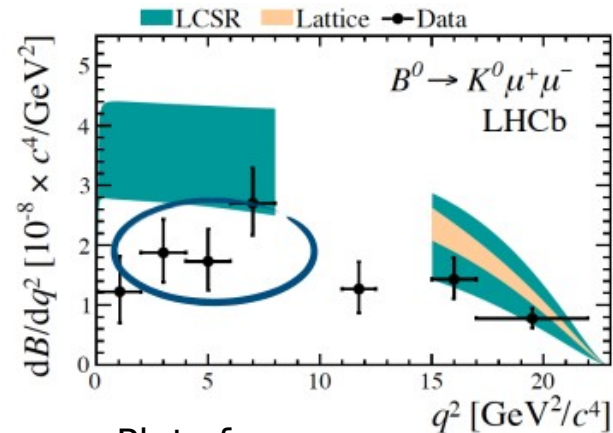 LCSR Lattice Data
B⁰ → K⁰μ⁺μ⁻
LHCb
dB/dq² [10⁻⁸ × c⁴/GeV²]
5
4
3
2
1
0
0 5 10 15 20
q² [GeV²/c⁴]